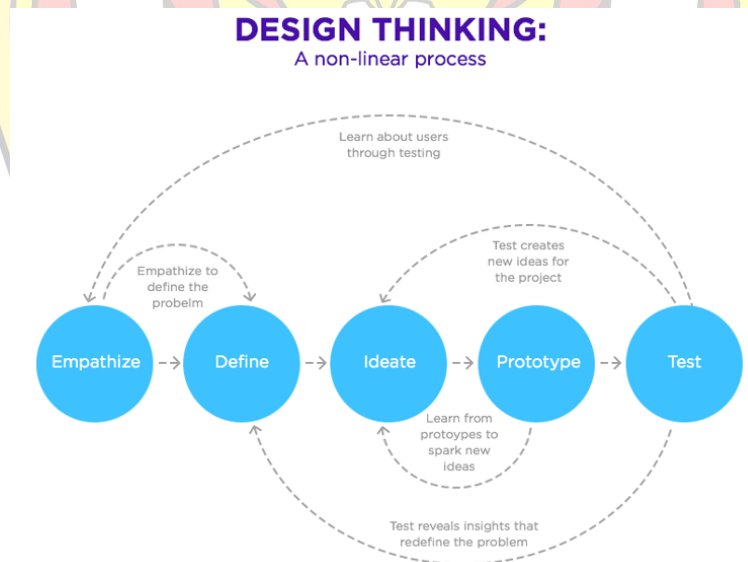 DESIGN THINKING:
A non-linear process
Learn about users
through testing
Test creates
new ideas for
the project
Empathize to
define the
probelm
Empathize
Define
Ideate
Prototype
Test
Learn from
protoypes to
spark new
ideas
Test reveals insights that
redefine the problem